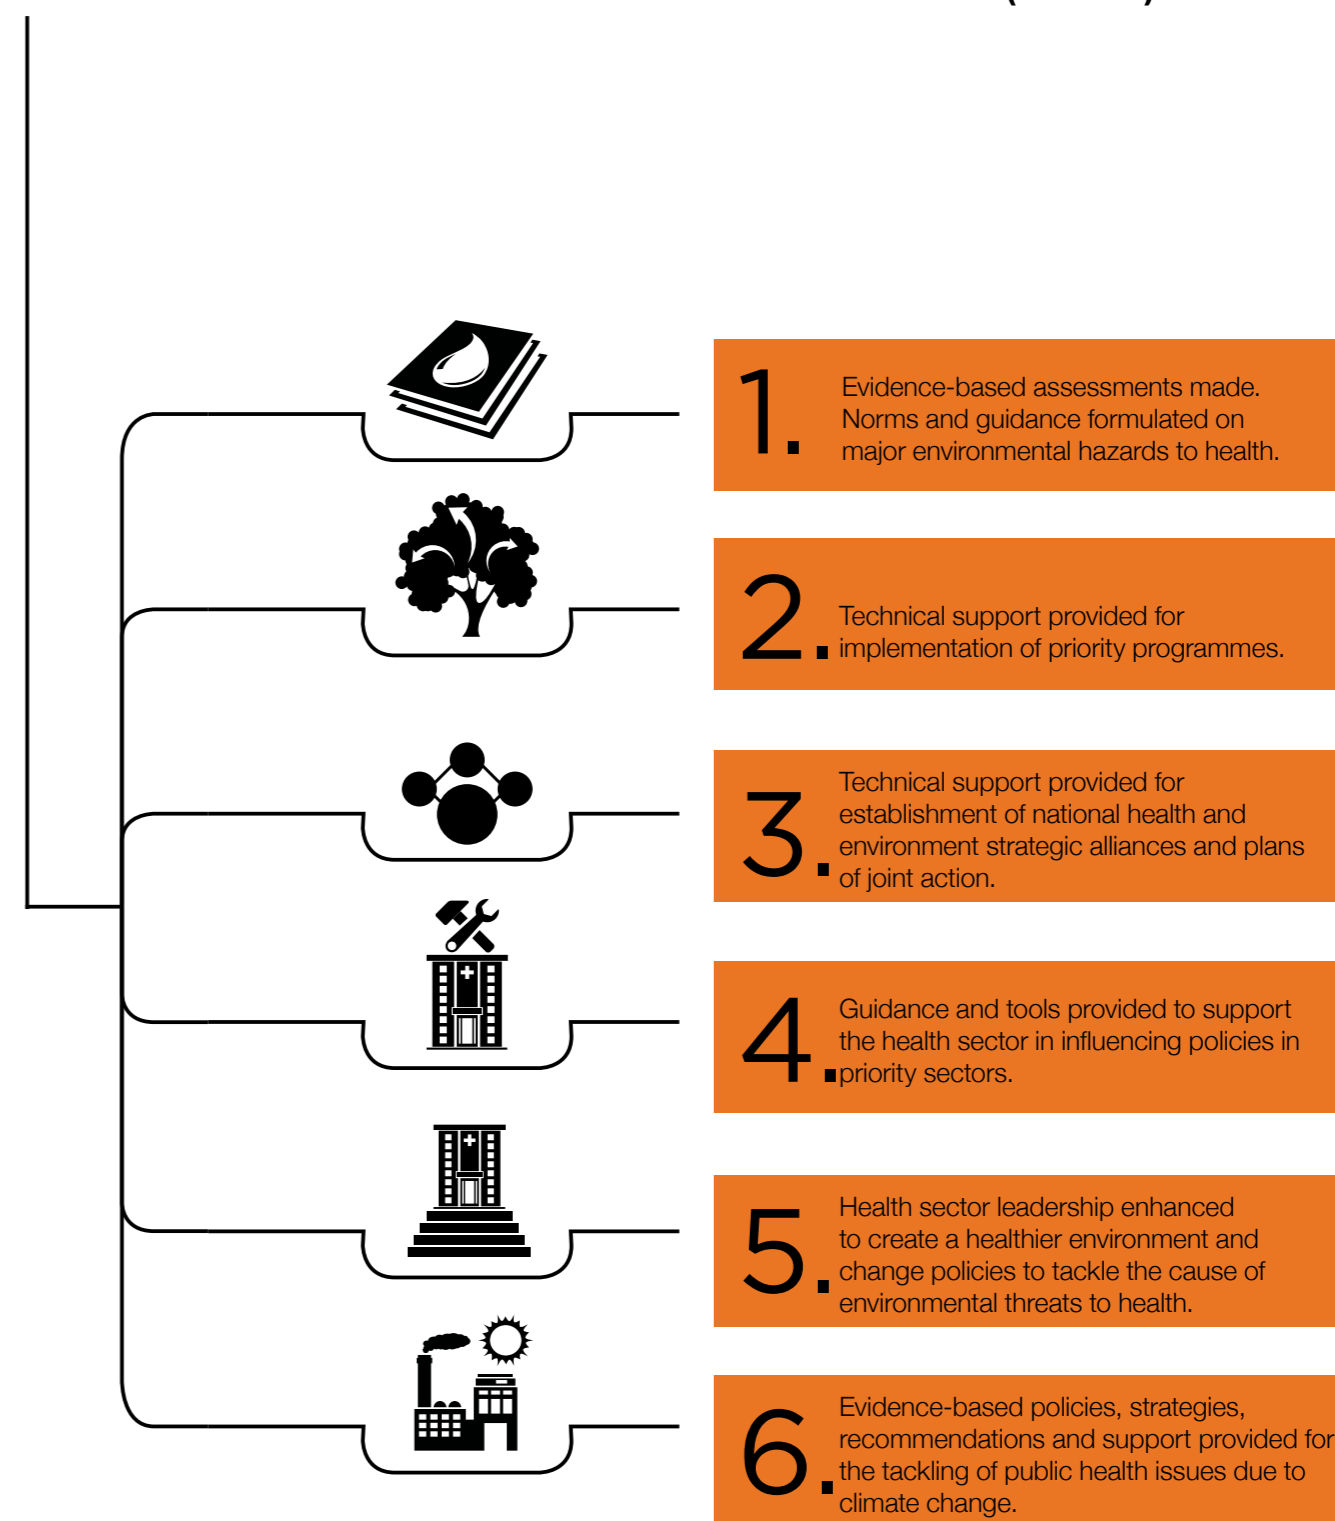 1.
Evidence-based assessments made.
Norms and guidance formulated on
major environmental hazards to health.
2.
Technical support provided for
implementation of priority programmes.
3.
Technical support provided for
establishment of national health and
environment strategic alliances and plans
of joint action.
4.
Guidance and tools provided to support
the health sector in influencing policies in
priority sectors.
5.
Health sector leadership enhanced
to create a healthier environment and
change policies to tackle the cause of
environmental threats to health.
6.
Evidence-based policies, strategies,
recommendations and support provided for
the tackling of public health issues due to
climate change.